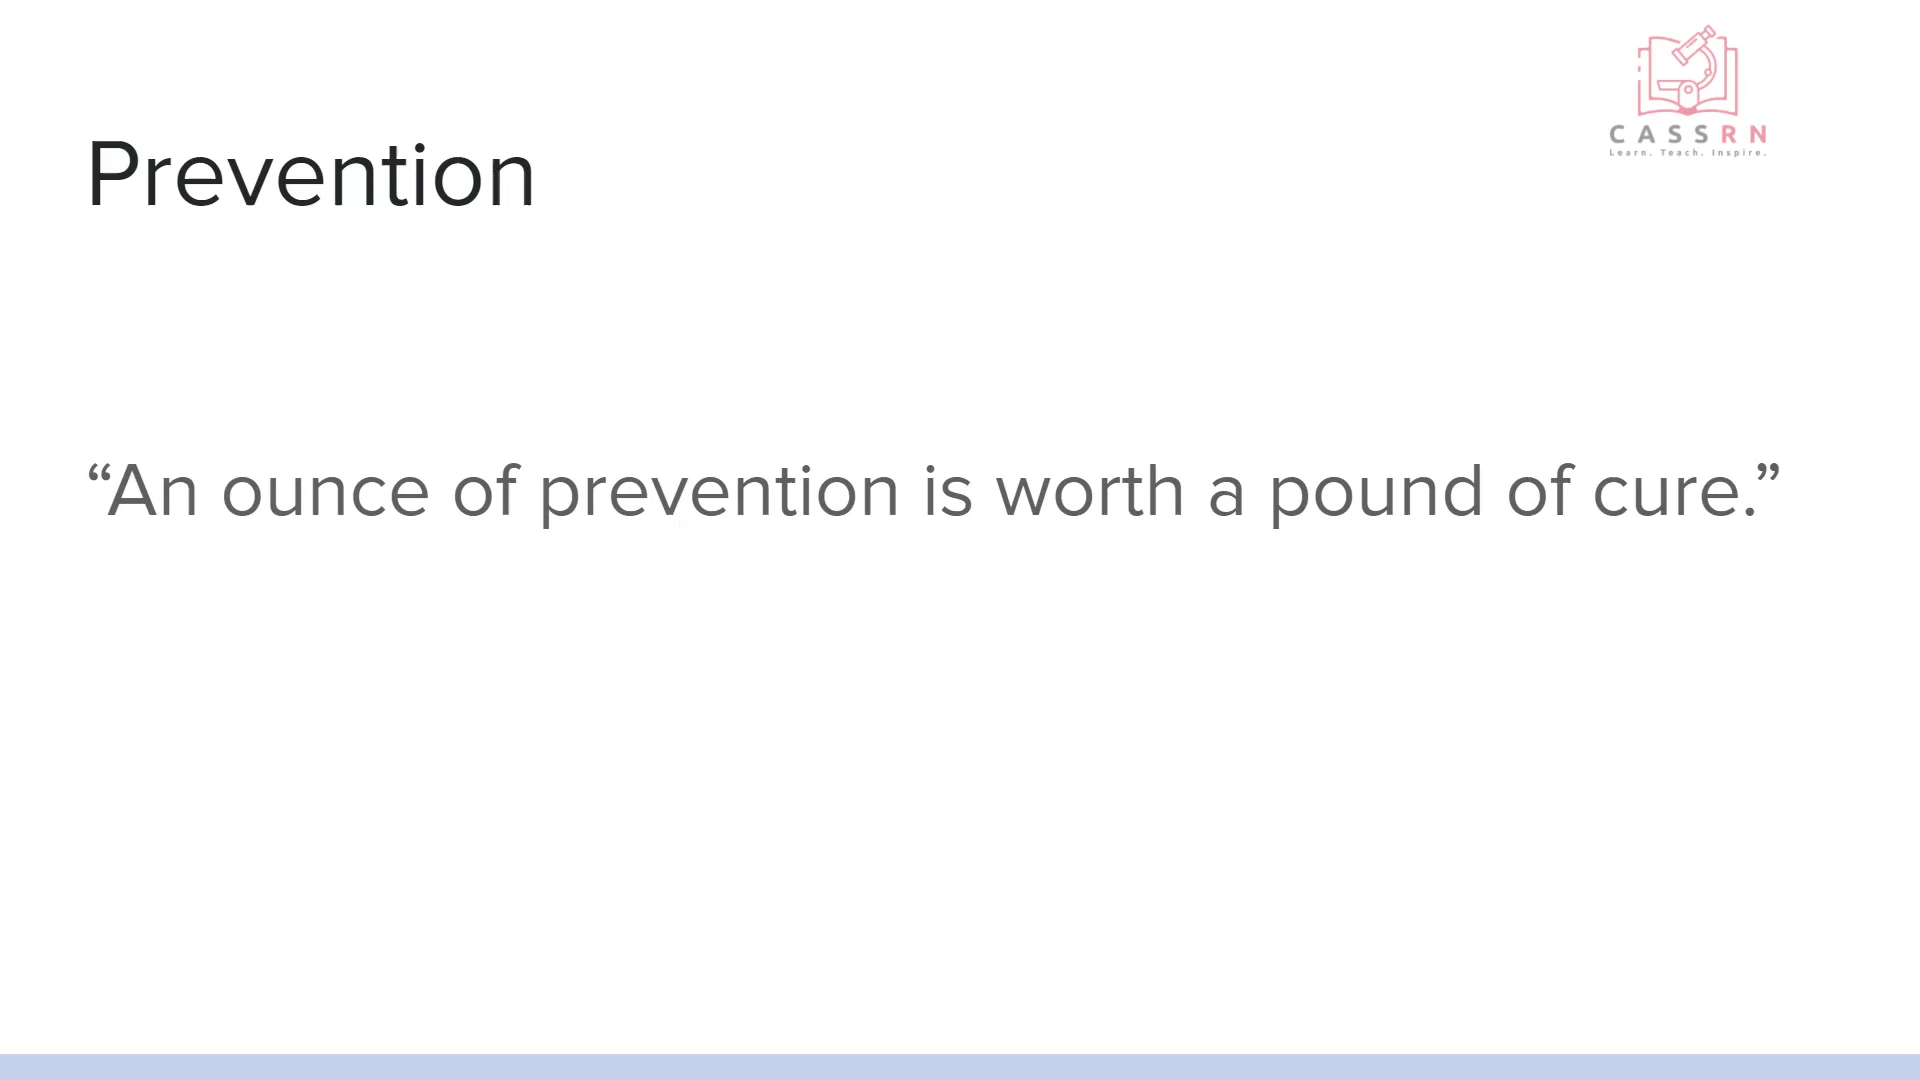 CASSRN
Learn. Teach. Inspire.
Prevention
“An ounce of prevention is worth a pound of cure.”